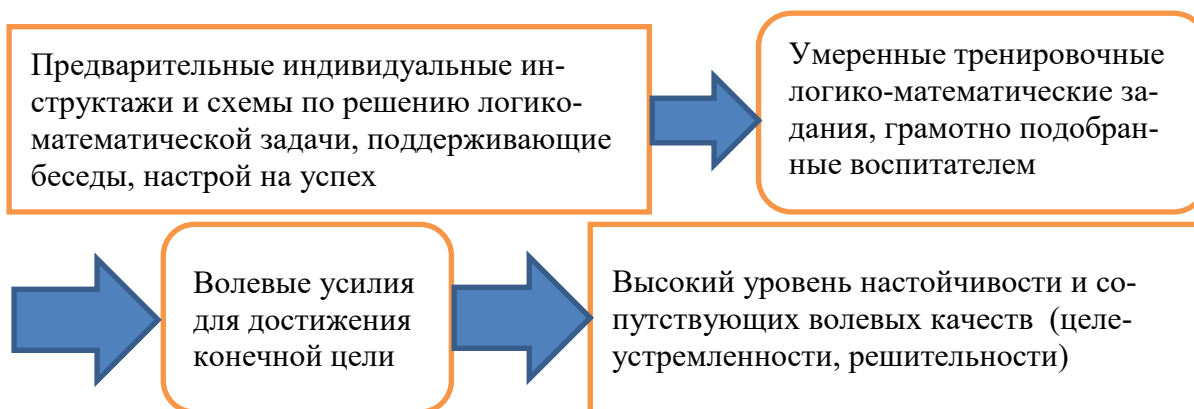 Предварительные индивидуальные ин-
структажи и схемы по решению логико-
математической задачи, поддерживающие
беседы, настрой на успех
Умеренные тренировочные
логико-математические за-
дания, грамотно подобран-
ные воспитателем
Волевые усилия
для достижения
конечной цели
Высокий уровень настойчивости и со-
путствующих волевых качеств (целе-
устремленности, решительности)